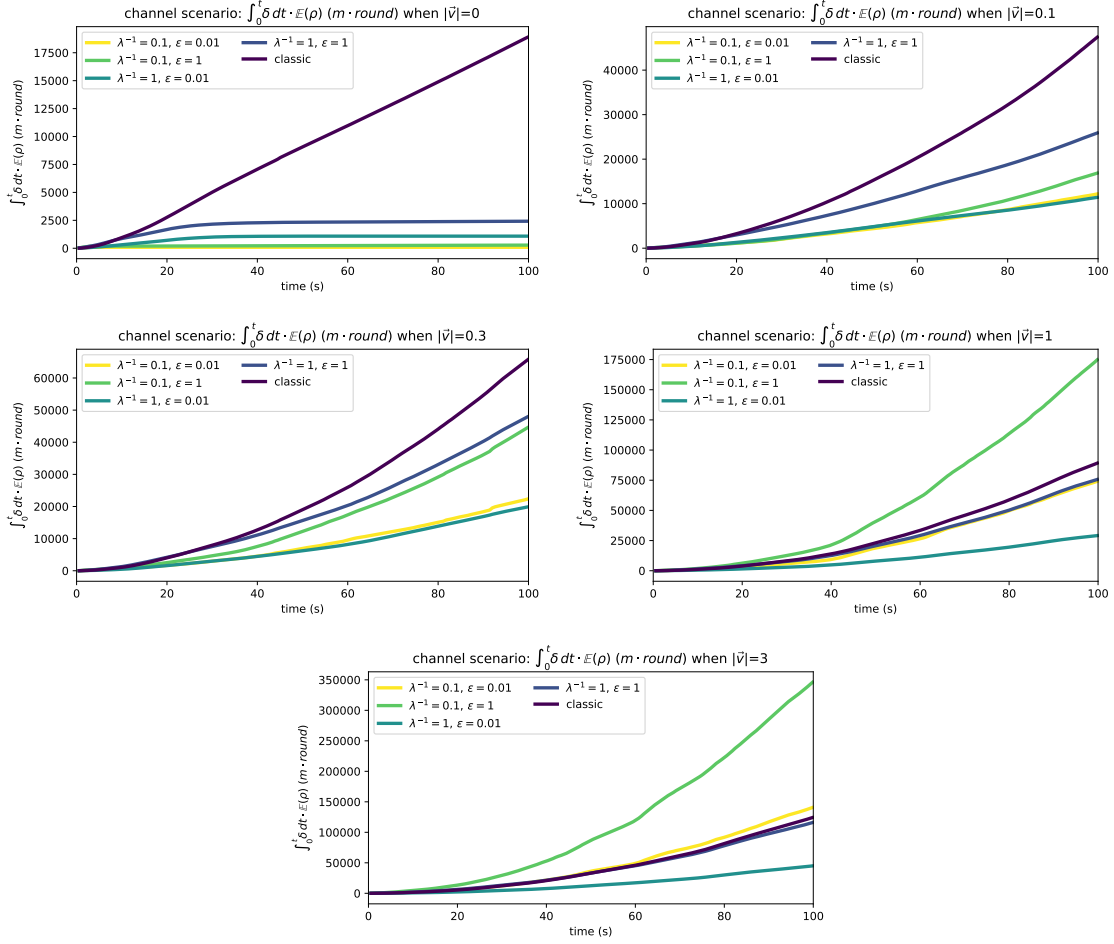 channel scenario: ∫₀ᵗ δ dt · 𝔼(ρ) (m · round) when |v⃗|=0
λ⁻¹ = 0.1, ε = 0.01
λ⁻¹ = 0.1, ε = 1
λ⁻¹ = 1, ε = 0.01
λ⁻¹ = 1, ε = 1
classic
∫₀ᵗ δ dt · 𝔼(ρ) (m · round)
17500
15000
12500
10000
7500
5000
2500
0
0 20 40 60 80 100
time (s)
channel scenario: ∫₀ᵗ δ dt · 𝔼(ρ) (m · round) when |v⃗|=0.1
λ⁻¹ = 0.1, ε = 0.01
λ⁻¹ = 0.1, ε = 1
λ⁻¹ = 1, ε = 0.01
λ⁻¹ = 1, ε = 1
classic
∫₀ᵗ δ dt · 𝔼(ρ) (m · round)
40000
30000
20000
10000
0
0 20 40 60 80 100
time (s)
channel scenario: ∫₀ᵗ δ dt · 𝔼(ρ) (m · round) when |v⃗|=0.3
λ⁻¹ = 0.1, ε = 0.01
λ⁻¹ = 0.1, ε = 1
λ⁻¹ = 1, ε = 0.01
λ⁻¹ = 1, ε = 1
classic
∫₀ᵗ δ dt · 𝔼(ρ) (m · round)
60000
50000
40000
30000
20000
10000
0
0 20 40 60 80 100
time (s)
channel scenario: ∫₀ᵗ δ dt · 𝔼(ρ) (m · round) when |v⃗|=1
λ⁻¹ = 0.1, ε = 0.01
λ⁻¹ = 0.1, ε = 1
λ⁻¹ = 1, ε = 0.01
λ⁻¹ = 1, ε = 1
classic
∫₀ᵗ δ dt · 𝔼(ρ) (m · round)
175000
150000
125000
100000
75000
50000
25000
0
0 20 40 60 80 100
time (s)
channel scenario: ∫₀ᵗ δ dt · 𝔼(ρ) (m · round) when |v⃗|=3
λ⁻¹ = 0.1, ε = 0.01
λ⁻¹ = 0.1, ε = 1
λ⁻¹ = 1, ε = 0.01
λ⁻¹ = 1, ε = 1
classic
∫₀ᵗ δ dt · 𝔼(ρ) (m · round)
350000
300000
250000
200000
150000
100000
50000
0
0 20 40 60 80 100
time (s)